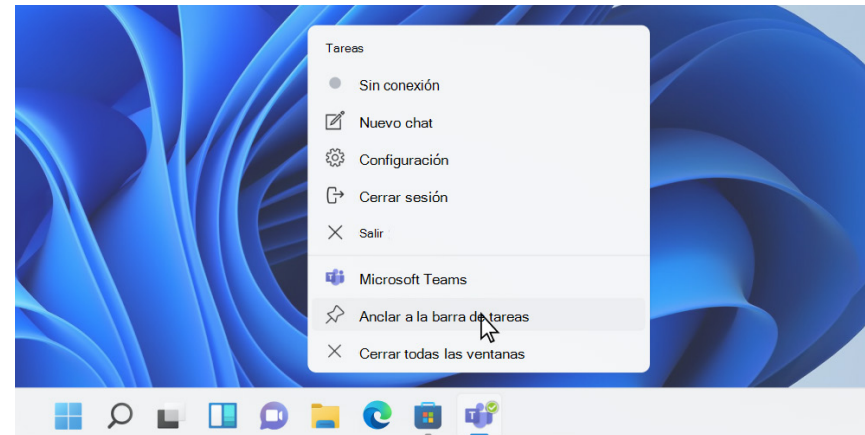 Tareas
Sin conexión
Nuevo chat
Configuración
Cerrar sesión
Salir
Microsoft Teams
Anclar a la barra de tareas
Cerrar todas las ventanas